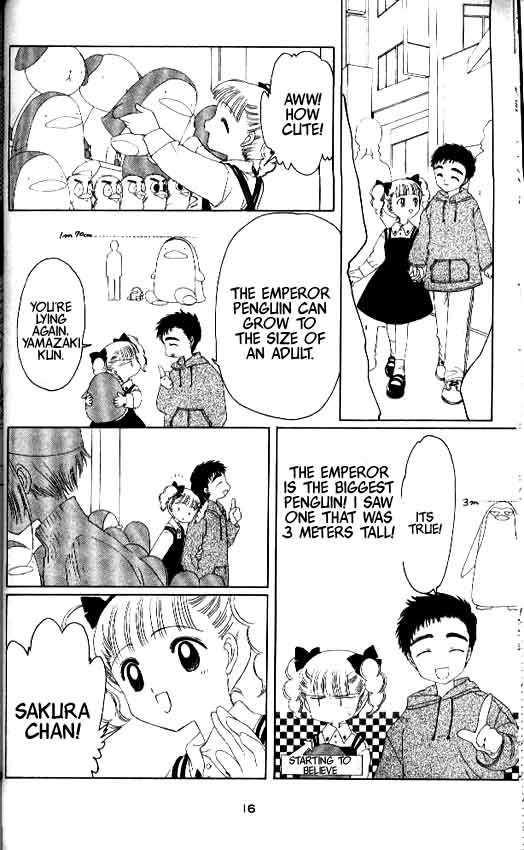 AWW!
HOW
CUTE!
THE EMPEROR
PENGUIN CAN
GROW TO
THE SIZE OF
AN ADULT.
1m 70cm
YOU'RE
LYING
AGAIN,
YAMAZAKI
KUN.
ITS
TRUE!
THE EMPEROR
IS THE BIGGEST
PENGUIN! I SAW
ONE THAT WAS
3 METERS TALL!
3m
STARTING TO
BELIEVE
SAKURA
CHAN!
16